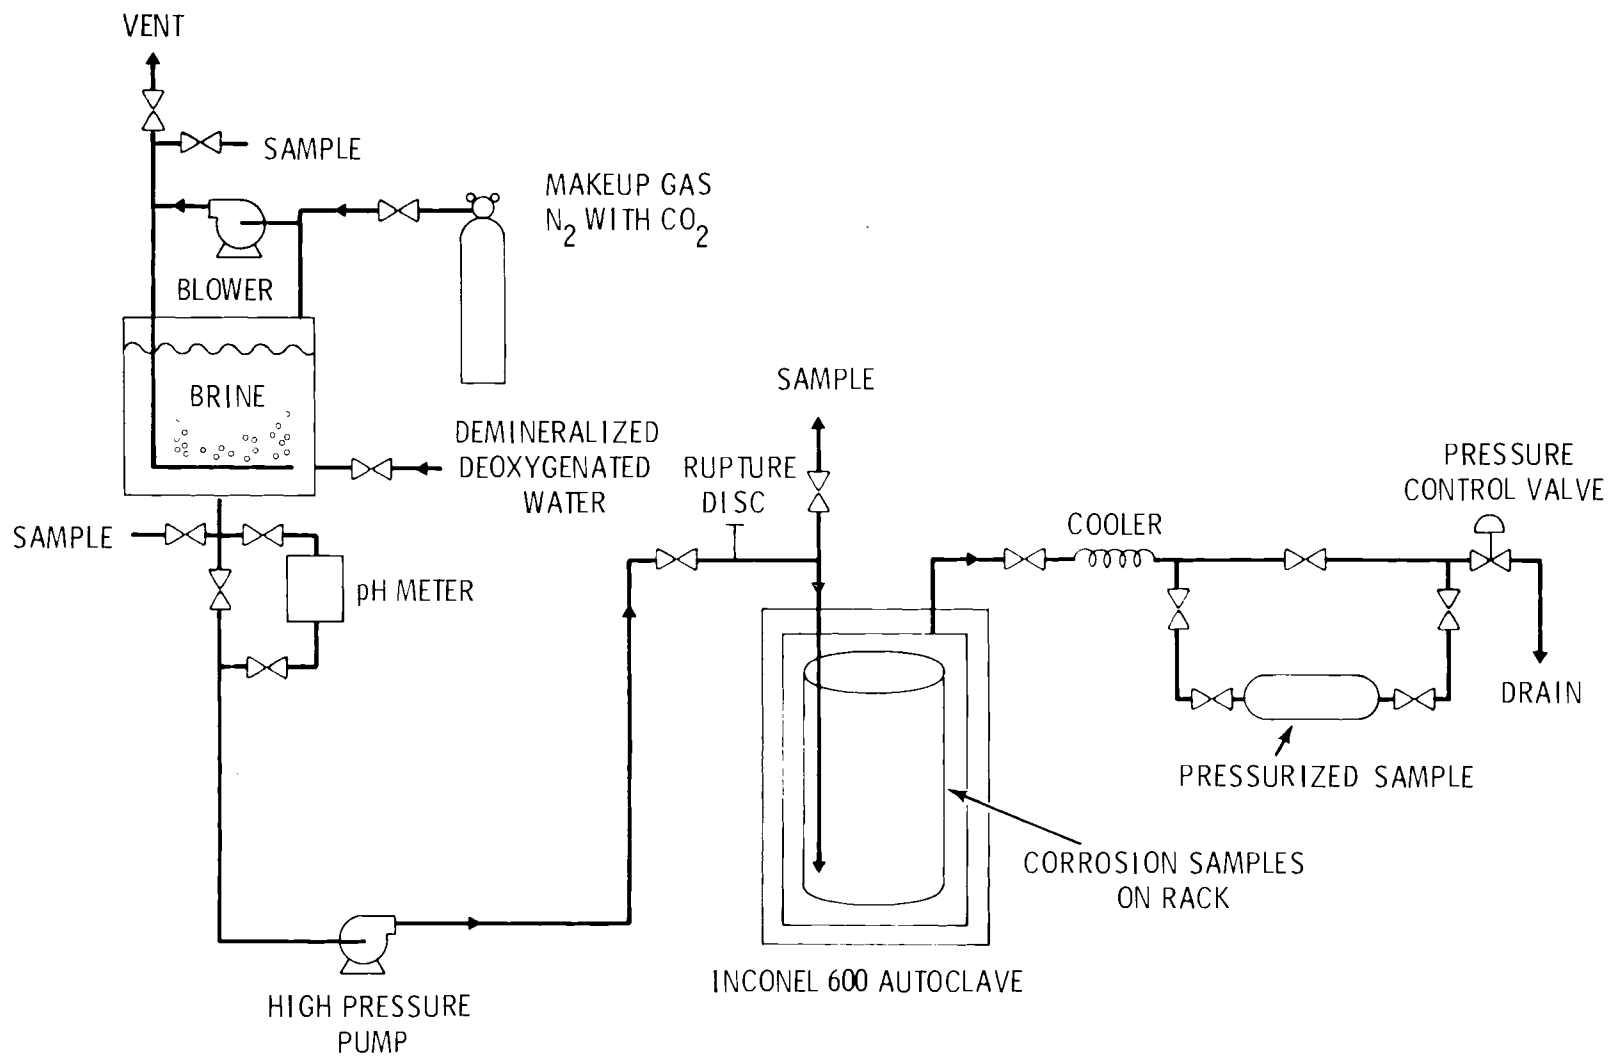 VENT
SAMPLE
MAKEUP GAS
N2 WITH CO2
BLOWER
BRINE
SAMPLE
DEMINERALIZED
DEOXYGENATED
WATER
RUPTURE
DISC
PRESSURE
CONTROL VALVE
COOLER
SAMPLE
pH METER
DRAIN
PRESSURIZED SAMPLE
CORROSION SAMPLES
ON RACK
INCONEL 600 AUTOCLAVE
HIGH PRESSURE
PUMP